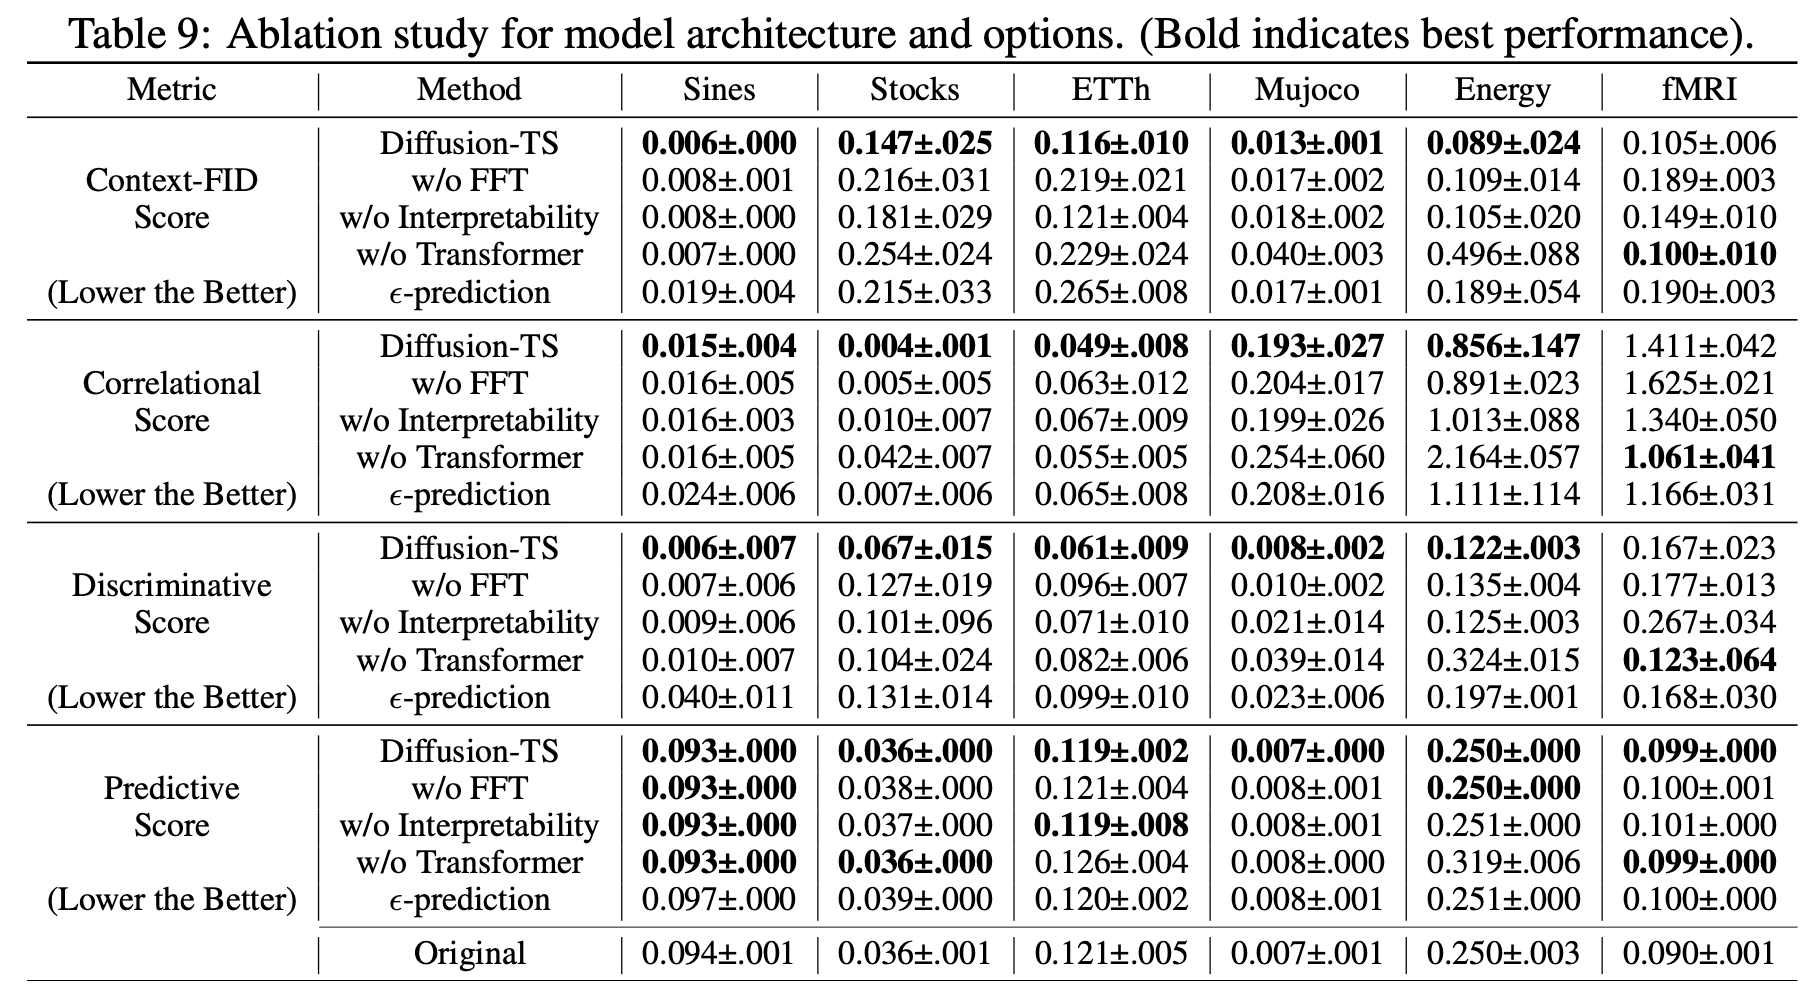 Table 9: Ablation study for model architecture and options. (Bold indicates best performance).
Metric Method Sines Stocks ETTh Mujoco Energy fMRI
Diffusion-TS 0.006±.000 0.147±.025 0.116±.010 0.013±.001 0.089±.024 0.105±.006
Context-FID w/o FFT 0.008±.001 0.216±.031 0.219±.021 0.017±.002 0.109±.014 0.189±.003
Score w/o Interpretability 0.008±.000 0.181±.029 0.121±.004 0.018±.002 0.105±.020 0.149±.010
w/o Transformer 0.007±.000 0.254±.024 0.229±.024 0.040±.003 0.496±.088 0.100±.010
(Lower the Better) ϵ-prediction 0.019±.004 0.215±.033 0.265±.008 0.017±.001 0.189±.054 0.190±.003
Diffusion-TS 0.015±.004 0.004±.001 0.049±.008 0.193±.027 0.856±.147 1.411±.042
Correlational w/o FFT 0.016±.005 0.005±.005 0.063±.012 0.204±.017 0.891±.023 1.625±.021
Score w/o Interpretability 0.016±.003 0.010±.007 0.067±.009 0.199±.026 1.013±.088 1.340±.050
w/o Transformer 0.016±.005 0.042±.007 0.055±.005 0.254±.060 2.164±.057 1.061±.041
(Lower the Better) ϵ-prediction 0.024±.006 0.007±.006 0.065±.008 0.208±.016 1.111±.114 1.166±.031
Diffusion-TS 0.006±.007 0.067±.015 0.061±.009 0.008±.002 0.122±.003 0.167±.023
Discriminative w/o FFT 0.007±.006 0.127±.019 0.096±.007 0.010±.002 0.135±.004 0.177±.013
Score w/o Interpretability 0.009±.006 0.101±.096 0.071±.010 0.021±.014 0.125±.003 0.267±.034
w/o Transformer 0.010±.007 0.104±.024 0.082±.006 0.039±.014 0.324±.015 0.123±.064
(Lower the Better) ϵ-prediction 0.040±.011 0.131±.014 0.099±.010 0.023±.006 0.197±.001 0.168±.030
Diffusion-TS 0.093±.000 0.036±.000 0.119±.002 0.007±.000 0.250±.000 0.099±.000
Predictive w/o FFT 0.093±.000 0.038±.000 0.121±.004 0.008±.001 0.250±.000 0.100±.001
Score w/o Interpretability 0.093±.000 0.037±.000 0.119±.008 0.008±.001 0.251±.000 0.101±.000
w/o Transformer 0.093±.000 0.036±.000 0.126±.004 0.008±.000 0.319±.006 0.099±.000
(Lower the Better) ϵ-prediction 0.097±.000 0.039±.000 0.120±.002 0.008±.001 0.251±.000 0.100±.000
Original 0.094±.001 0.036±.001 0.121±.005 0.007±.001 0.250±.003 0.090±.001